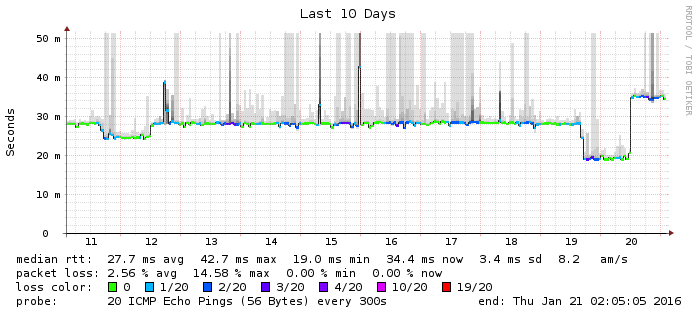 Last 10 Days
RRDTOOL / TOBI OETIKER
Seconds
50 m
40 m
30 m
20 m
10 m
0
11 12 13 14 15 16 17 18 19 20
median rtt: 27.7 ms avg 42.7 ms max 19.0 ms min 34.4 ms now 3.4 ms sd 8.2 am/s
packet loss: 2.56 % avg 14.58 % max 0.00 % min 0.00 % now
loss color: 0 1/20 2/20 3/20 4/20 10/20 19/20
probe: 20 ICMP Echo Pings (56 Bytes) every 300s end: Thu Jan 21 02:05:05 2016